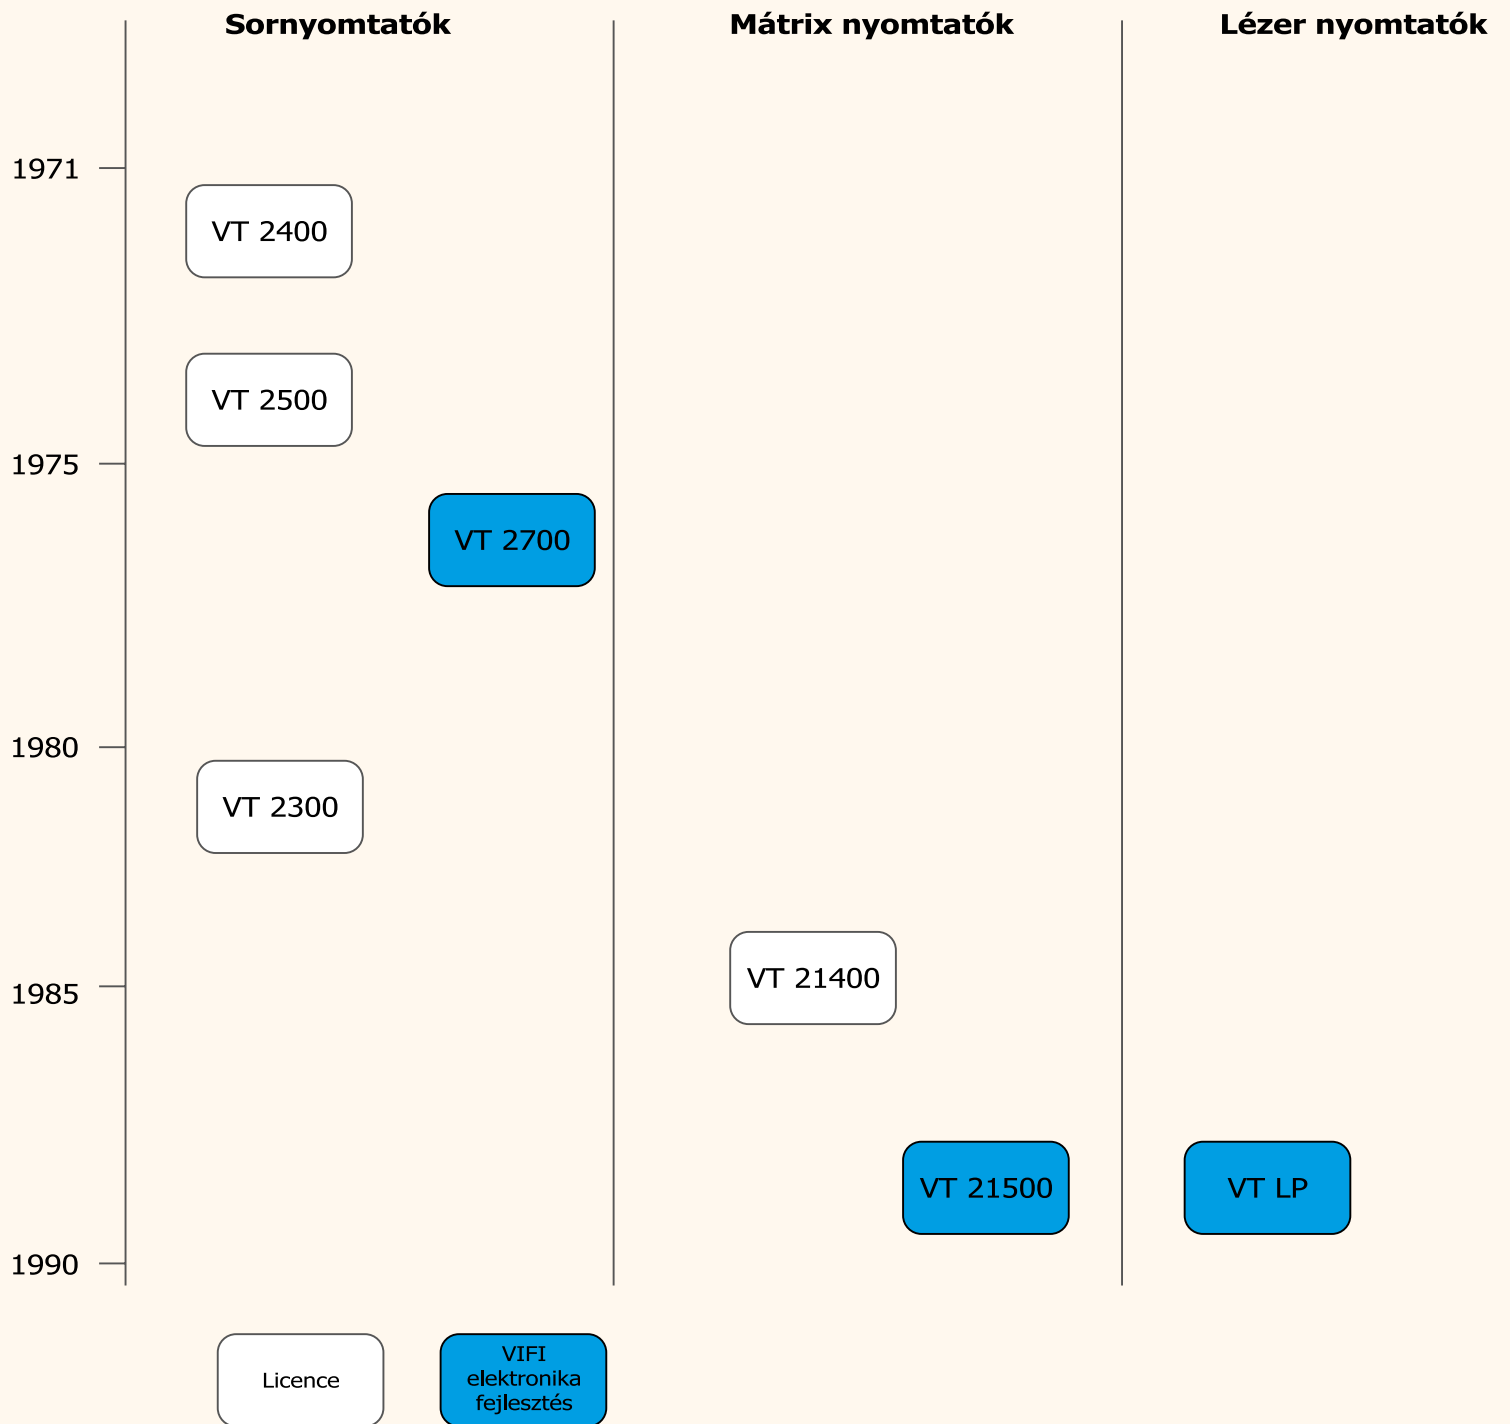 Sornyomtatók
Mátrix nyomtatók
Lézer nyomtatók
1971
VT 2400
VT 2500
1975
VT 2700
1980
VT 2300
VT 21400
1985
VT 21500
VT LP
1990
Licence
VIFI
elektronika
fejlesztés